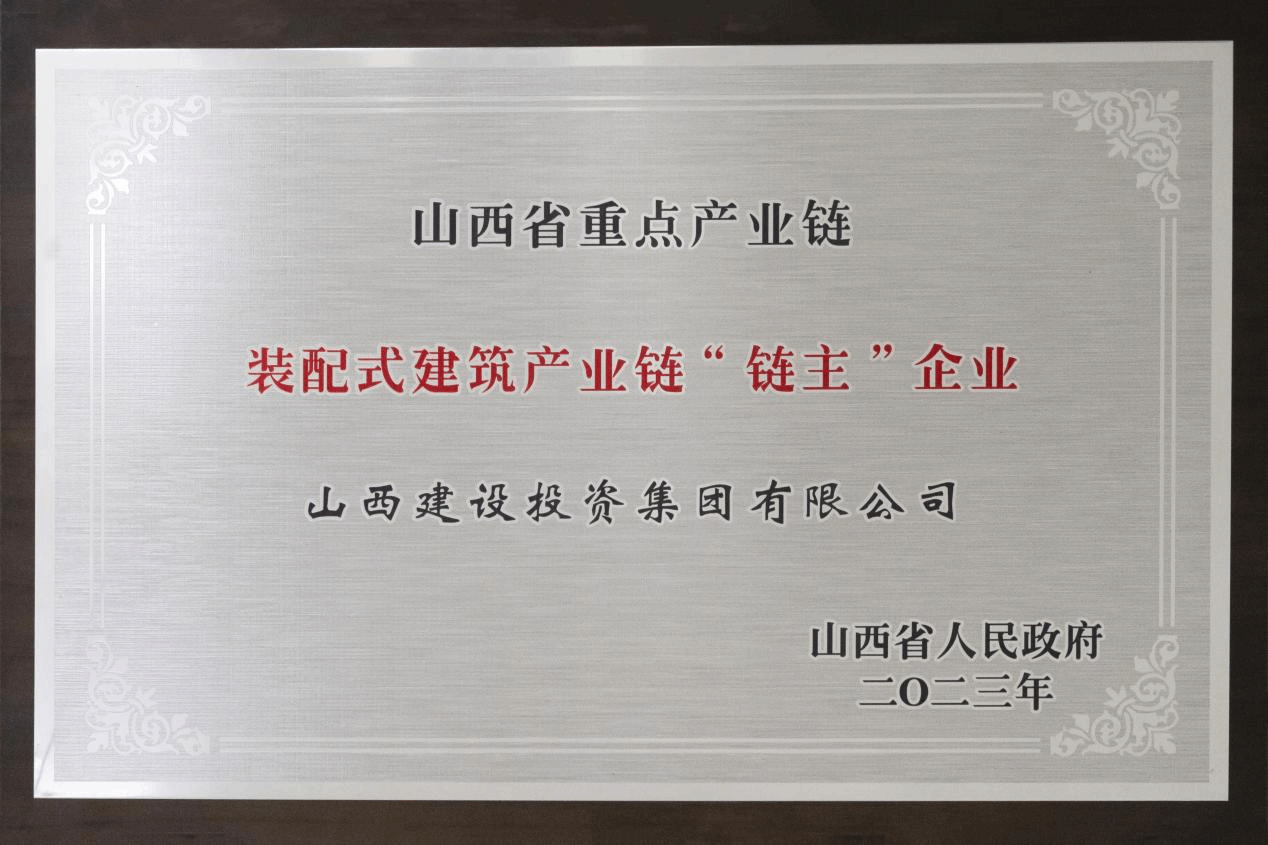 山西省重点产业链
装配式建筑产业链“链主”企业
山西建设投资集团有限公司
山西省人民政府
二〇二三年